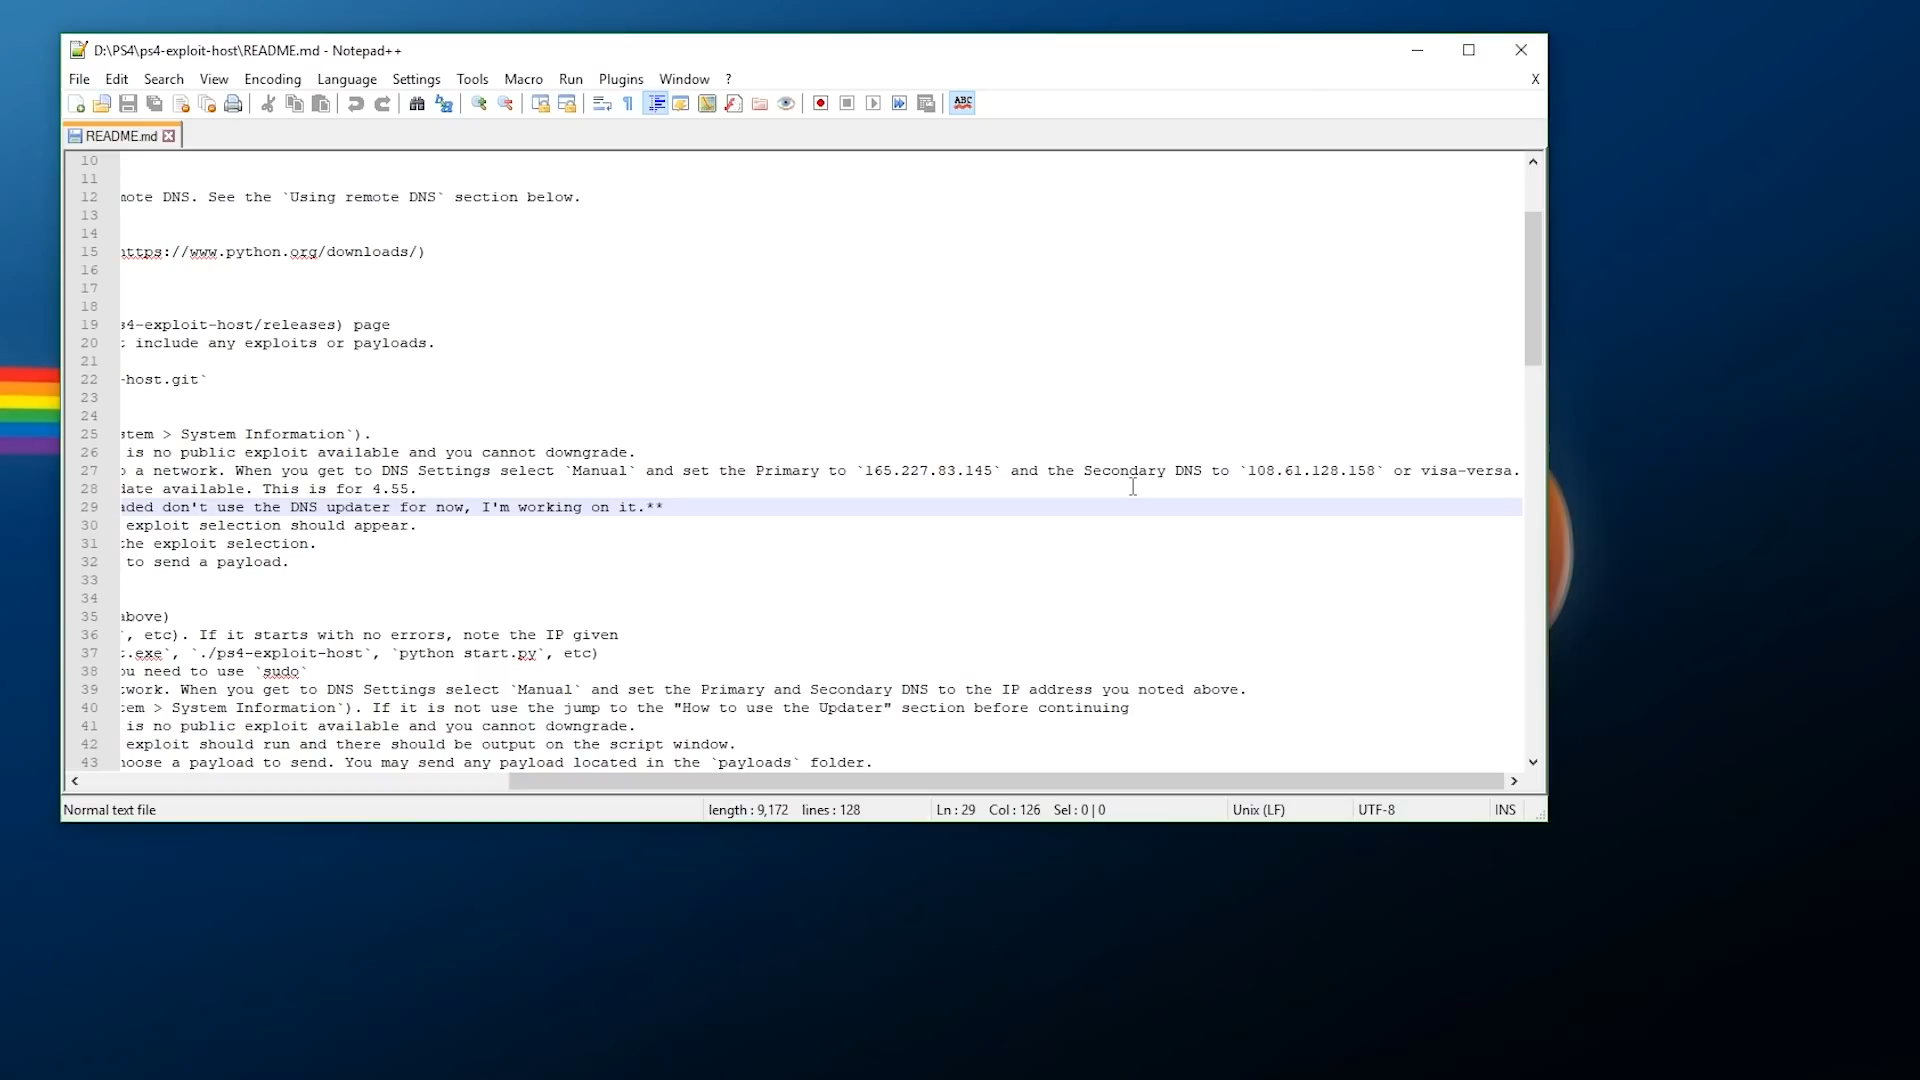 D:\PS4\ps4-exploit-host\README.md - Notepad++
File Edit Search View Encoding Language Settings Tools Macro Run Plugins Window ? X
ABC
README.md
10
11
12 mote DNS. See the `Using remote DNS` section below.
13
14
15 https://www.python.org/downloads/)
16
17
18
19 s4-exploit-host/releases) page
20 t include any exploits or payloads.
21
22 -host.git`
23
24
25 stem > System Information`).
26 is no public exploit available and you cannot downgrade.
27 o a network. When you get to DNS Settings select `Manual` and set the Primary to `165.227.83.145` and the Secondary DNS to `108.61.128.158` or visa-versa.
28 date available. This is for 4.55.
29 aded don't use the DNS updater for now, I'm working on it.**
30 exploit selection should appear.
31 the exploit selection.
32 to send a payload.
33
34
35 above)
36 `, etc). If it starts with no errors, note the IP given
37 t.exe`, `./ps4-exploit-host`, `python start.py`, etc)
38 ou need to use `sudo`
39 twork. When you get to DNS Settings select `Manual` and set the Primary and Secondary DNS to the IP address you noted above.
40 tem > System Information`). If it is not use the jump to the "How to use the Updater" section before continuing
41 is no public exploit available and you cannot downgrade.
42 exploit should run and there should be output on the script window.
43 hoose a payload to send. You may send any payload located in the `payloads` folder.
Normal text file length : 9,172 lines : 128 Ln : 29 Col : 126 Sel : 0 | 0 Unix (LF) UTF-8 INS